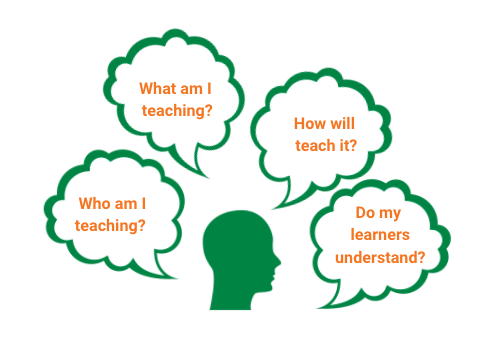 Who am I
teaching?
What am I
teaching?
How will
teach it?
Do my
learners
understand?